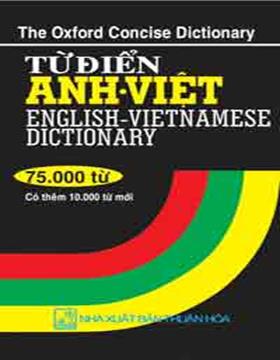 The Oxford Concise Dictionary
TỪ ĐIỂN
ANH·VIỆT
ENGLISH-VIETNAMESE
DICTIONARY
75.000 từ
Có thêm 10.000 từ mới
NHÀ XUẤT BẢN THUẬN HÓA